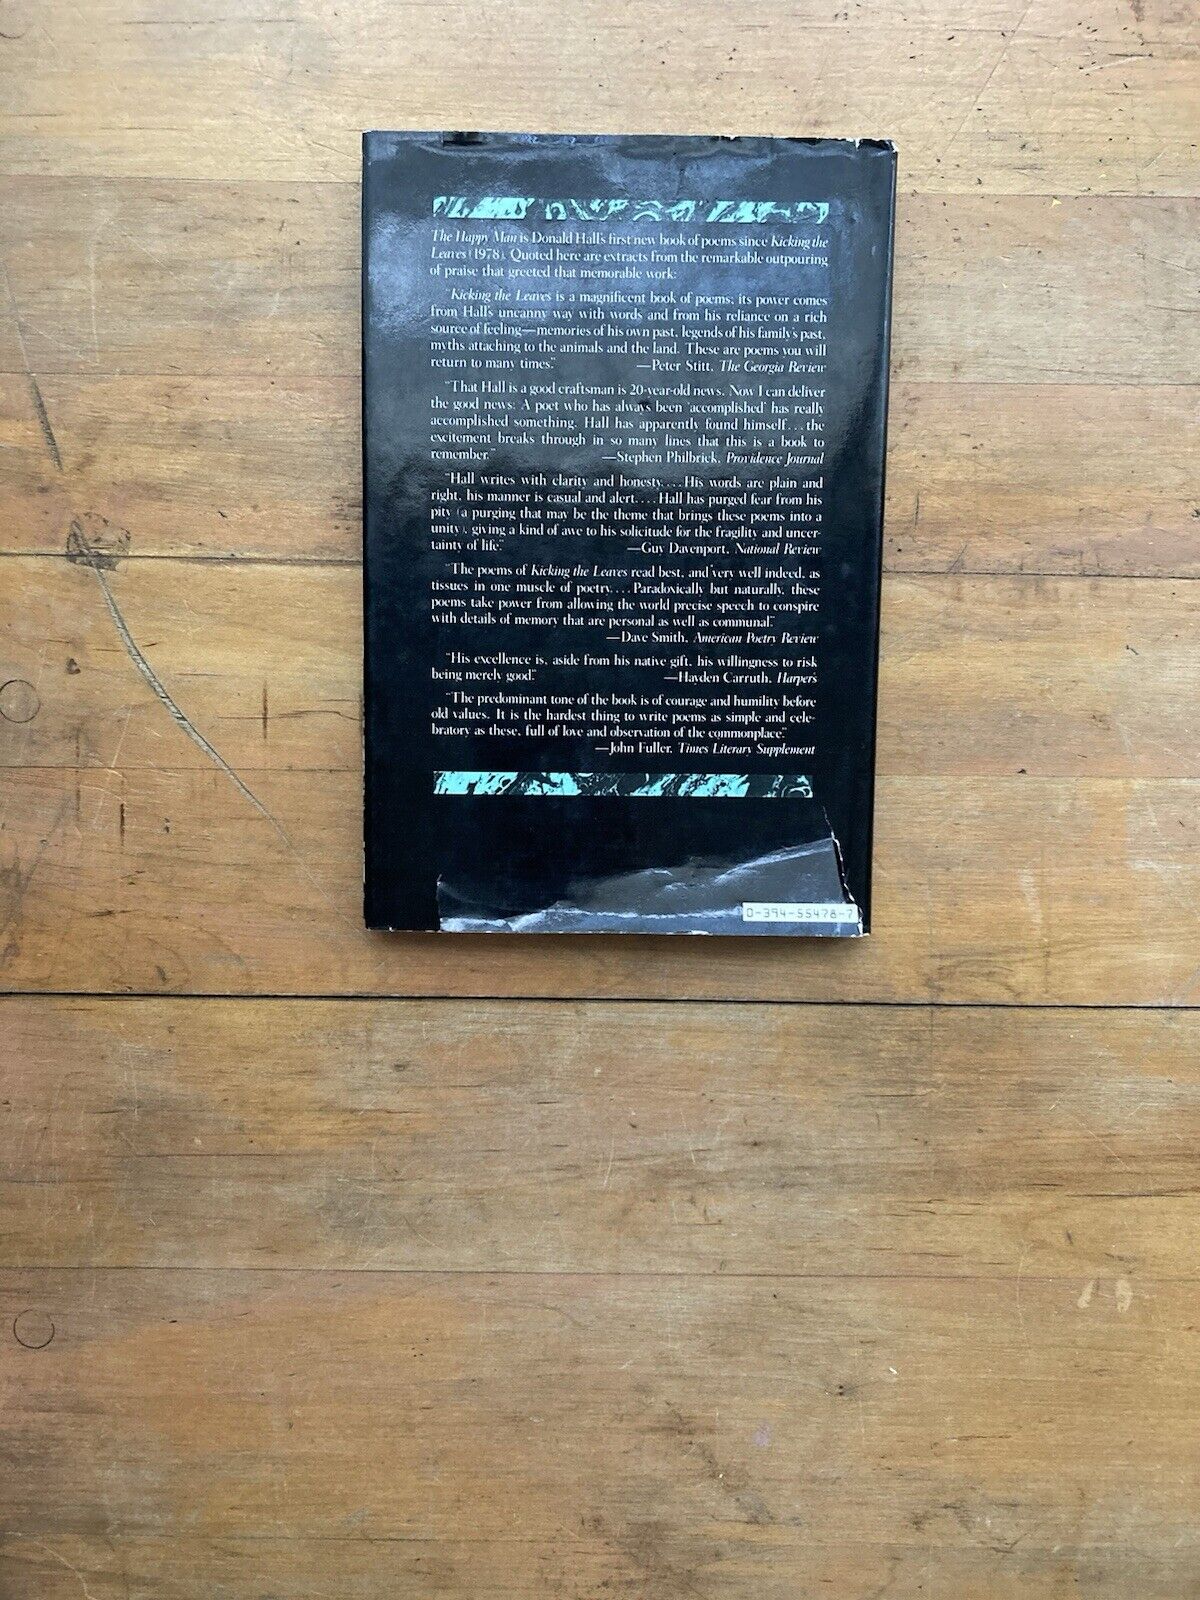 The Happy Man is Donald Hall's first new book of poems since Kicking the
Leaves (1978). Quoted here are extracts from the remarkable outpouring
of praise that greeted that memorable work:
"Kicking the Leaves is a magnificent book of poems; its power comes
from Hall's uncanny way with words and from his reliance on a rich
source of feeling—memories of his own past, legends of his family's past,
myths attaching to the animals and the land. These are poems you will
return to many times." —Peter Stitt, The Georgia Review
"That Hall is a good craftsman is 20-year-old news. Now I can deliver
the good news: A poet who has always been 'accomplished' has really
accomplished something. Hall has apparently found himself...the
excitement breaks through in so many lines that this is a book to
remember." —Stephen Philbrick, Providence Journal
"Hall writes with clarity and honesty....His words are plain and
right, his manner is casual and alert....Hall has purged fear from his
pity (a purging that may be the theme that brings these poems into a
unity), giving a kind of awe to his solicitude for the fragility and uncer-
tainty of life." —Guy Davenport, National Review
"The poems of Kicking the Leaves read best, and very well indeed, as
tissues in one muscle of poetry....Paradoxically but naturally, these
poems take power from allowing the world precise speech to conspire
with details of memory that are personal as well as communal."
—Dave Smith, American Poetry Review
"His excellence is, aside from his native gift, his willingness to risk
being merely good." —Hayden Carruth, Harper's
"The predominant tone of the book is of courage and humility before
old values. It is the hardest thing to write poems as simple and cele-
bratory as these, full of love and observation of the commonplace."
—John Fuller, Times Literary Supplement
0-394-55478-7